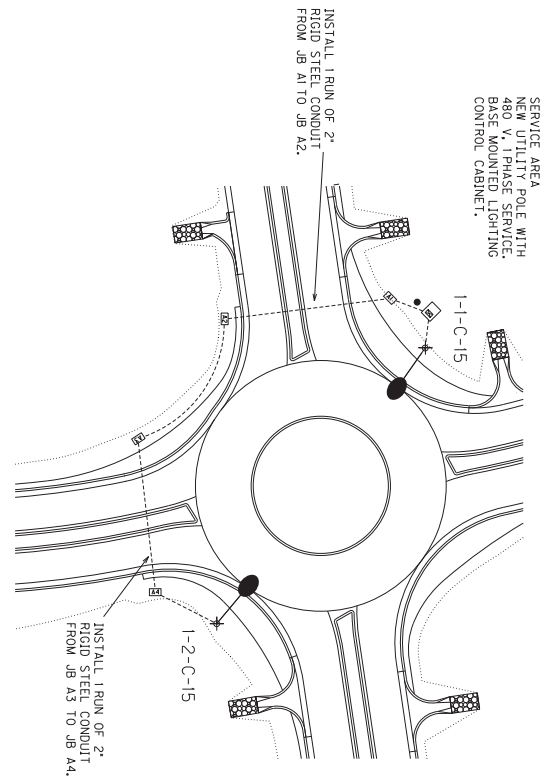 SERVICE AREA
NEW UTILITY POLE WITH
480 V. 1 PHASE SERVICE.
BASE MOUNTED LIGHTING
CONTROL CABINET.
INSTALL 1 RUN OF 2"
RIGID STEEL CONDUIT
FROM JB A1 TO JB A2.
1-1-C-15
A1
A2
A3
A4
1-2-C-15
INSTALL 1 RUN OF 2"
RIGID STEEL CONDUIT
FROM JB A3 TO JB A4.